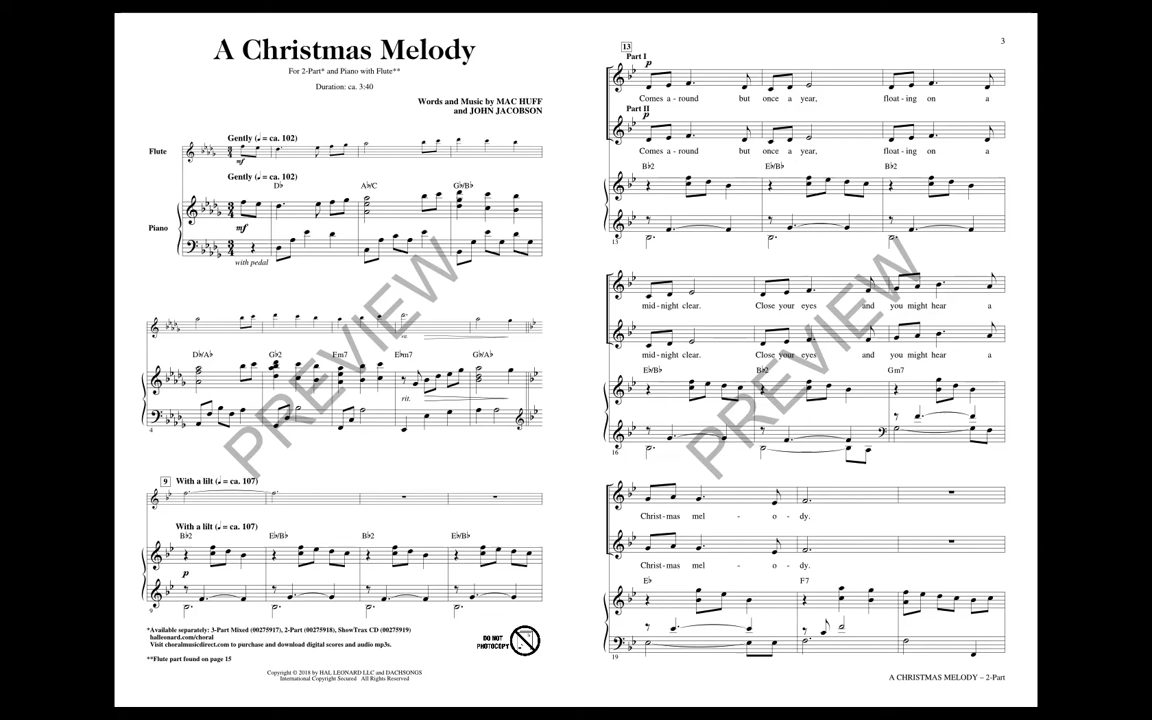 A Christmas Melody
For 2-Part* and Piano with Flute**
Duration: ca. 3:40
Words and Music by MAC HUFF
and JOHN JACOBSON
Gently (♩ = ca. 102)
Flute
mf
Gently (♩ = ca. 102)
D♭ A♭/C G♭/B♭
Piano
mf
with pedal
rit.
D♭/A♭ G♭2 Fm7 E♭m7 G♭/A♭
rit.
4
9 With a lilt (♩ = ca. 107)
With a lilt (♩ = ca. 107)
B♭2 E♭/B♭ B♭2 E♭/B♭
p
9
*Available separately: 3-Part Mixed (00275917), 2-Part (00275918), ShowTrax CD (00275919)
halleonard.com/choral
Visit choralmusicdirect.com to purchase and download digital scores and audio mp3s.
**Flute part found on page 15
DO NOT
PHOTOCOPY
Copyright © 2018 by HAL LEONARD LLC and DACHSONGS
International Copyright Secured All Rights Reserved
PREVIEW
3
13
Part I
p
Comes a - round but once a year, float - ing on a
Part II
p
Comes a - round but once a year, float - ing on a
B♭2 E♭/B♭ B♭2
13
mid - night clear. Close your eyes and you might hear a
mid - night clear. Close your eyes and you might hear a
E♭/B♭ B♭2 Gm7
16
Christ - mas mel - o - dy.
Christ - mas mel - o - dy.
E♭ F7
19
A CHRISTMAS MELODY – 2-Part
PREVIEW